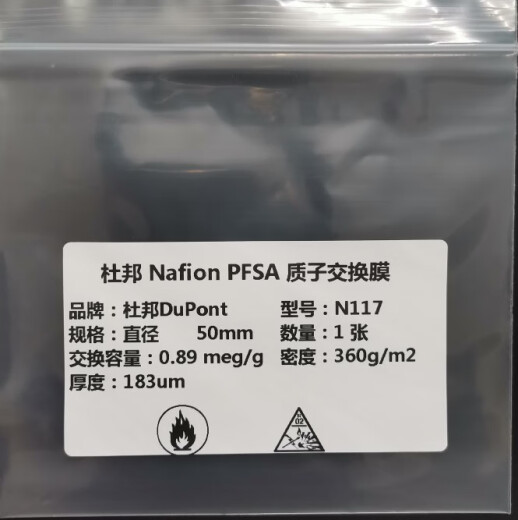 杜邦 Nafion PFSA 质子交换膜
品牌：杜邦DuPont 型号：N117
规格：直径 50mm 数量：1 张
交换容量：0.89 meg/g 密度：360g/m2
厚度：183um
02